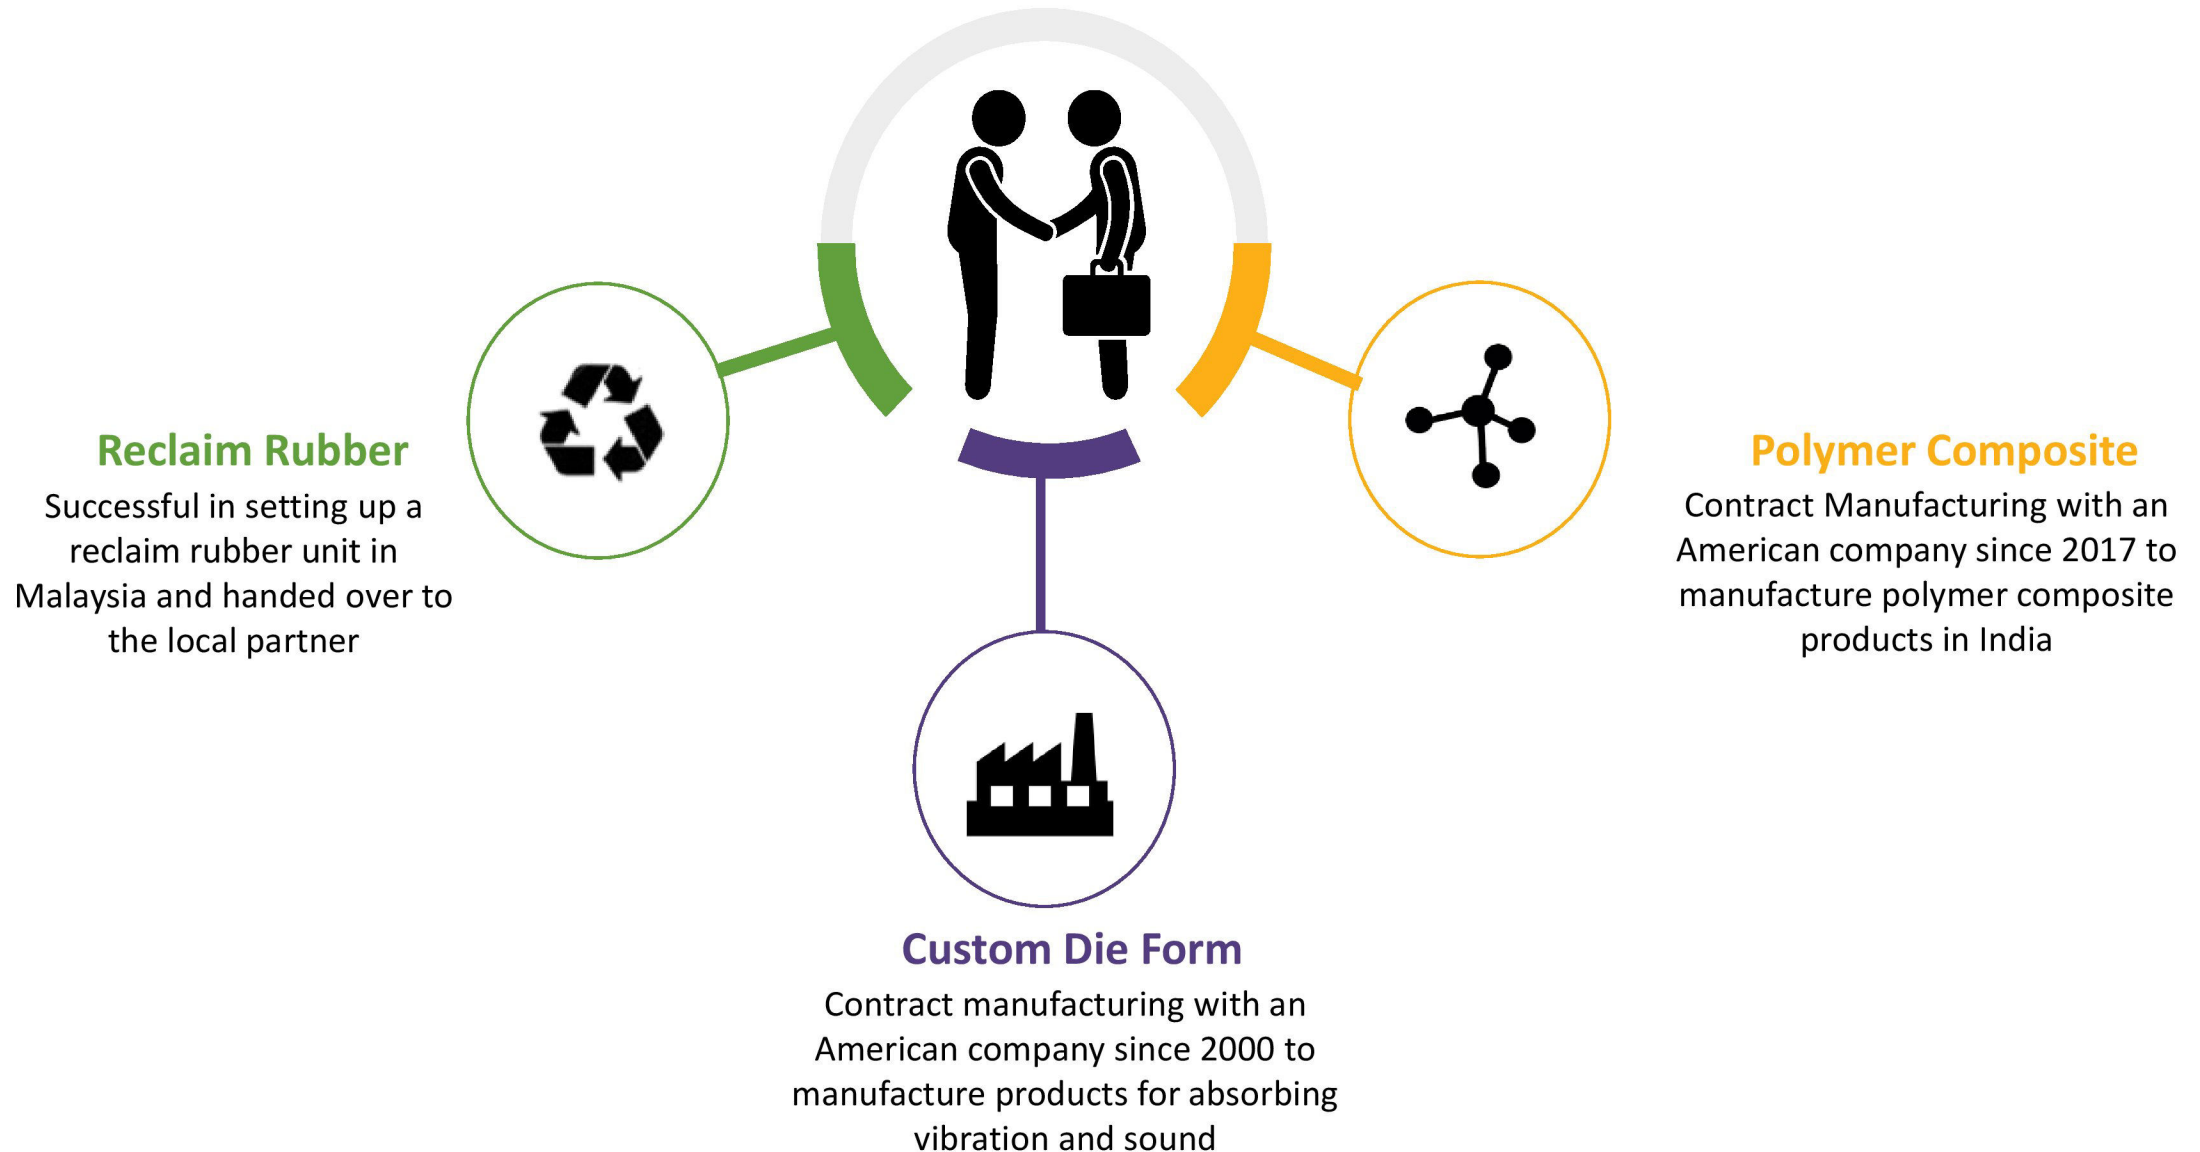 Reclaim Rubber
Successful in setting up a
reclaim rubber unit in
Malaysia and handed over to
the local partner
Polymer Composite
Contract Manufacturing with an
American company since 2017 to
manufacture polymer composite
products in India
Custom Die Form
Contract manufacturing with an
American company since 2000 to
manufacture products for absorbing
vibration and sound